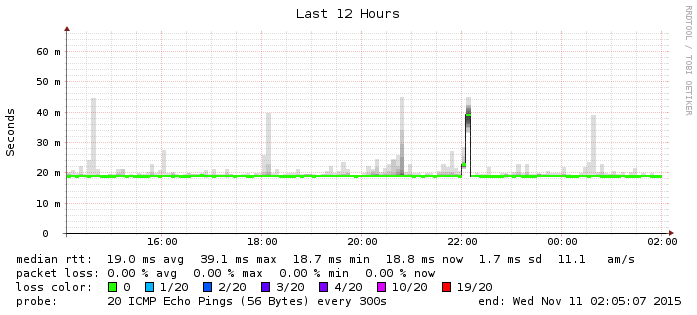 Last 12 Hours
RRDTOOL / TOBI OETIKER
Seconds
60 m
50 m
40 m
30 m
20 m
10 m
0
16:00 18:00 20:00 22:00 00:00 02:00
median rtt: 19.0 ms avg 39.1 ms max 18.7 ms min 18.8 ms now 1.7 ms sd 11.1 am/s
packet loss: 0.00 % avg 0.00 % max 0.00 % min 0.00 % now
loss color: 0 1/20 2/20 3/20 4/20 10/20 19/20
probe: 20 ICMP Echo Pings (56 Bytes) every 300s end: Wed Nov 11 02:05:07 2015